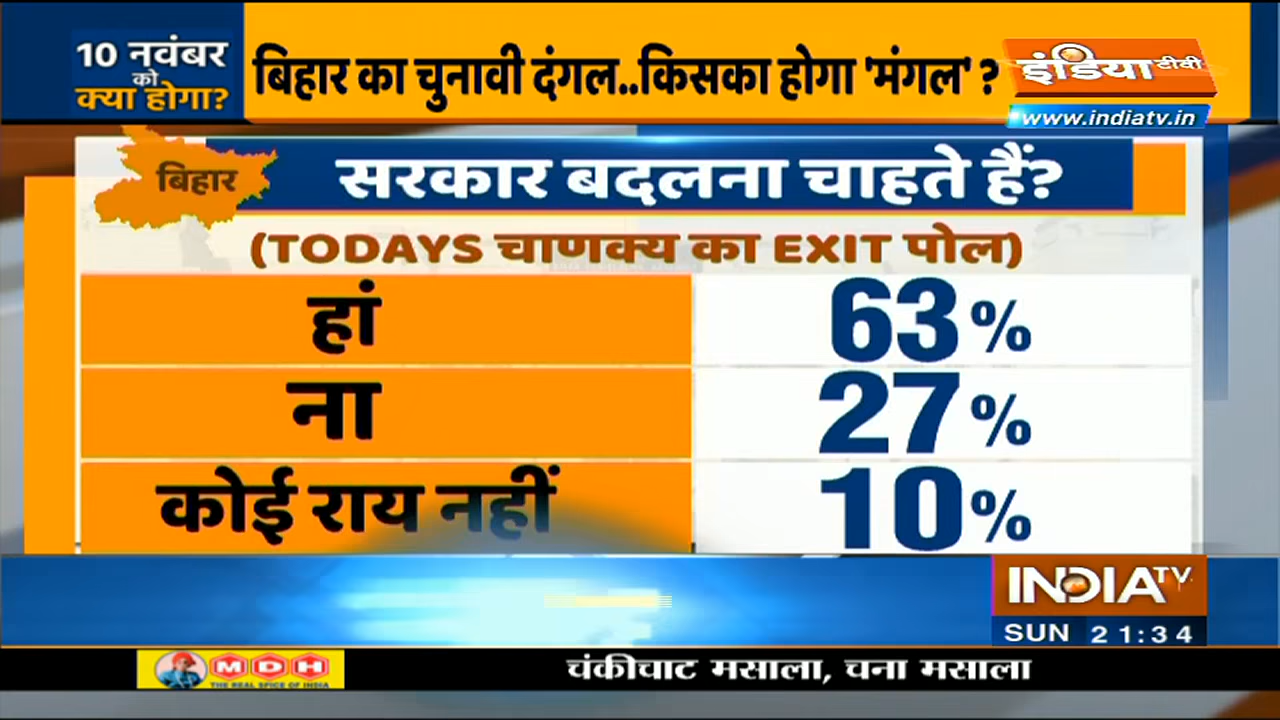 10 नवंबर
को
क्या होगा?
बिहार का चुनावी दंगल..किसका होगा 'मंगल' ?
इंडिया टीवी
www.indiatv.in
बिहार
सरकार बदलना चाहते हैं?
(TODAYS चाणक्य का EXIT पोल)
हां 63%
ना 27%
कोई राय नहीं 10%
INDIA TV
SUN 21:34
MDH
THE REAL SPICE OF INDIA
चंकीचाट मसाला, चना मसाला